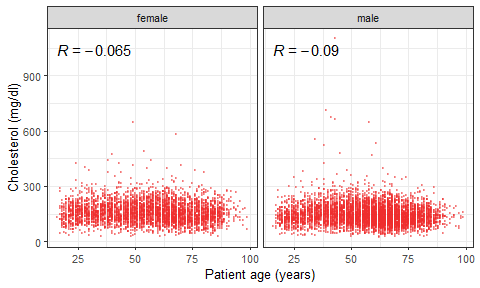 female
male
R = −0.065
R = −0.09
Cholesterol (mg/dl)
900
600
300
0
25
50
75
100
25
50
75
100
Patient age (years)